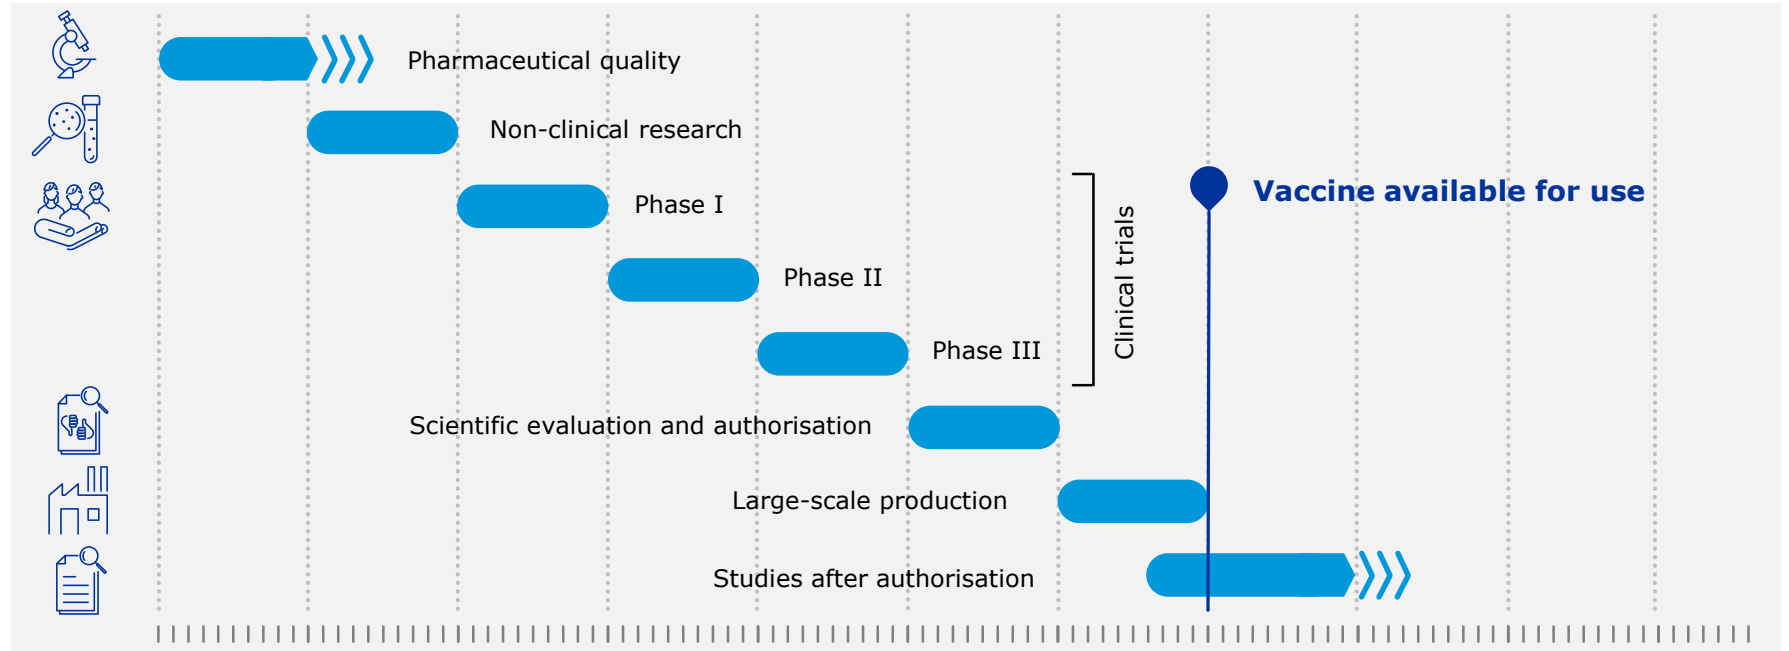 Pharmaceutical quality
Non-clinical research
Phase I
Vaccine available for use
Clinical trials
Phase II
Phase III
Scientific evaluation and authorisation
Large-scale production
Studies after authorisation